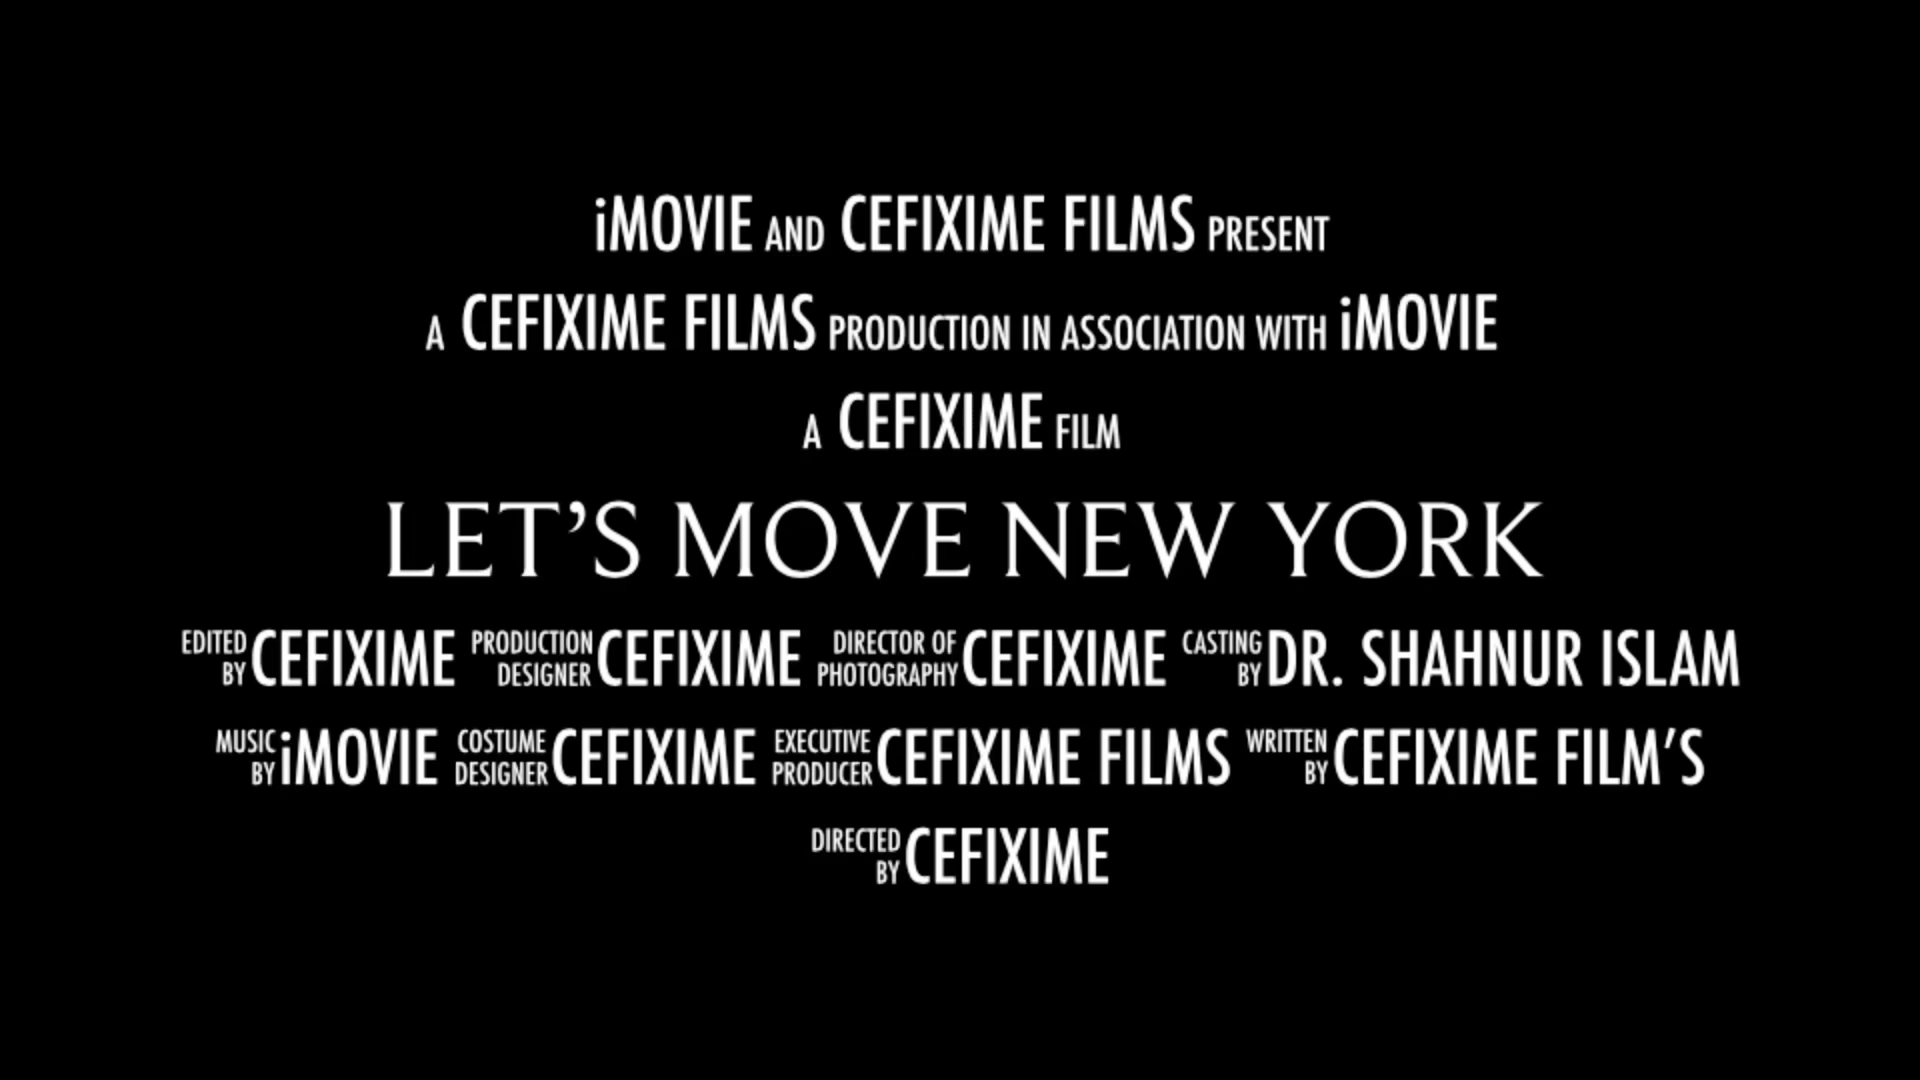 iMOVIE AND CEFIXIME FILMS PRESENT
A CEFIXIME FILMS PRODUCTION IN ASSOCIATION WITH iMOVIE
A CEFIXIME FILM
LET’S MOVE NEW YORK
EDITED BY CEFIXIME PRODUCTION DESIGNER CEFIXIME DIRECTOR OF PHOTOGRAPHY CEFIXIME CASTING BY DR. SHAHNUR ISLAM
MUSIC BY iMOVIE COSTUME DESIGNER CEFIXIME EXECUTIVE PRODUCER CEFIXIME FILMS WRITTEN BY CEFIXIME FILM’S
DIRECTED BY CEFIXIME